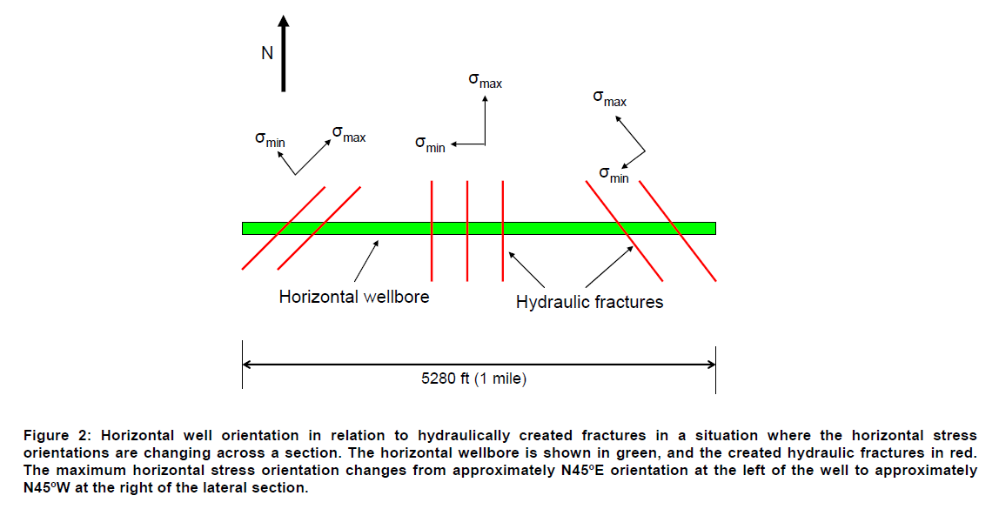 N
σmax
σmax
σmin
σmax
σmin
σmin
Horizontal wellbore
Hydraulic fractures
5280 ft (1 mile)
Figure 2: Horizontal well orientation in relation to hydraulically created fractures in a situation where the horizontal stress
orientations are changing across a section. The horizontal wellbore is shown in green, and the created hydraulic fractures in red.
The maximum horizontal stress orientation changes from approximately N45ºE orientation at the left of the well to approximately
N45ºW at the right of the lateral section.